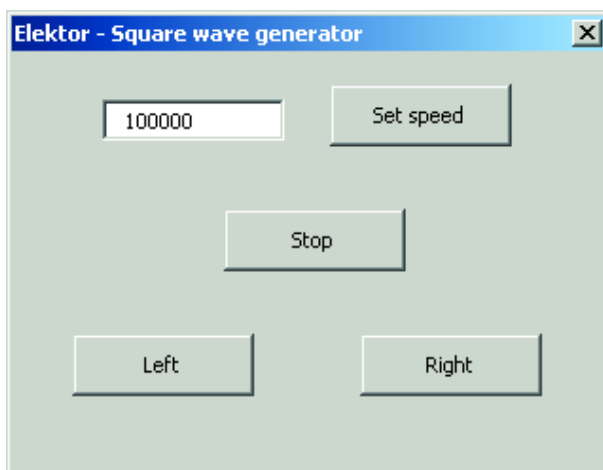 Elektor - Square wave generator
100000 Set speed
Stop
Left Right